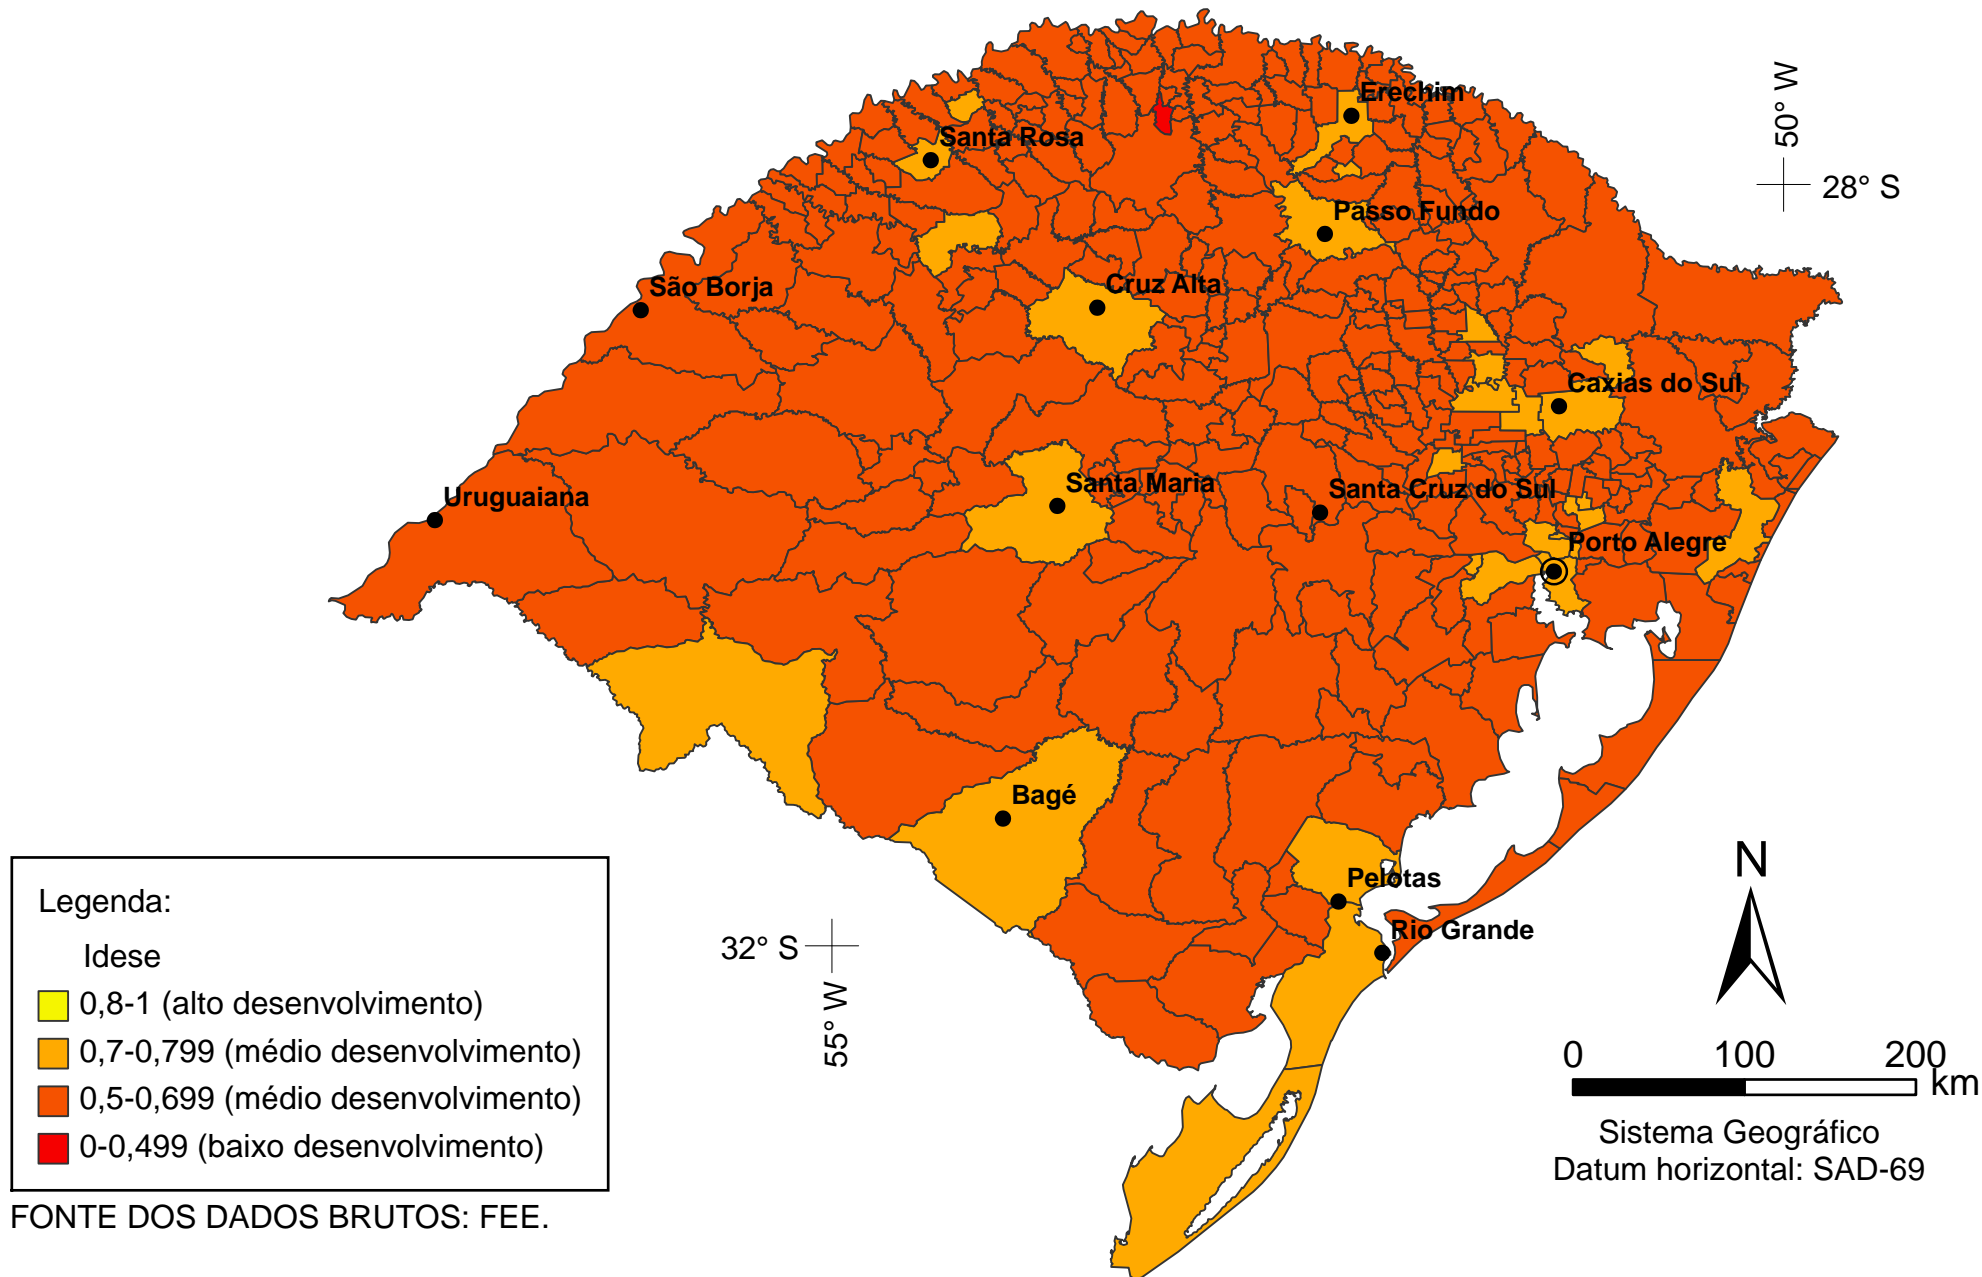 Erechim
50° W
Santa Rosa
28° S
Passo Fundo
São Borja
Cruz Alta
Caxias do Sul
Uruguaiana
Santa Maria
Santa Cruz do Sul
Porto Alegre
Bagé
Pelotas
Rio Grande
N
32° S
55° W
Legenda:
Idese
0,8-1 (alto desenvolvimento)
0,7-0,799 (médio desenvolvimento)
0,5-0,699 (médio desenvolvimento)
0-0,499 (baixo desenvolvimento)
FONTE DOS DADOS BRUTOS: FEE.
0 100 200
km
Sistema Geográfico
Datum horizontal: SAD-69